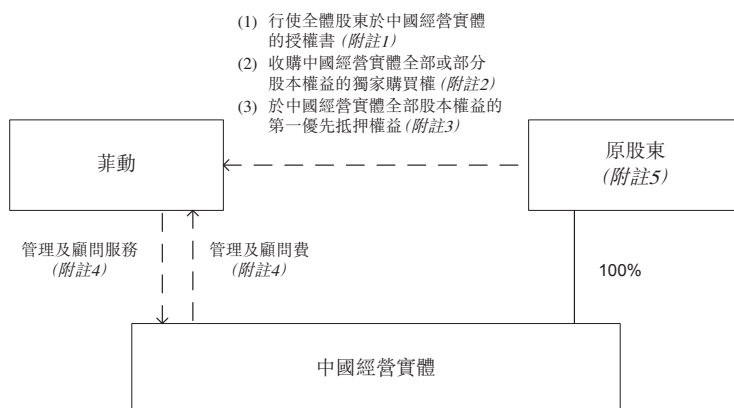 (1) 行使全體股東於中國經營實體
的授權書(附註1)
(2) 收購中國經營實體全部或部分
股本權益的獨家購買權(附註2)
(3) 於中國經營實體全部股本權益的
第一優先抵押權益(附註3)
菲動
原股東
(附註5)
管理及顧問服務
(附註4)
管理及顧問費
(附註4)
100%
中國經營實體